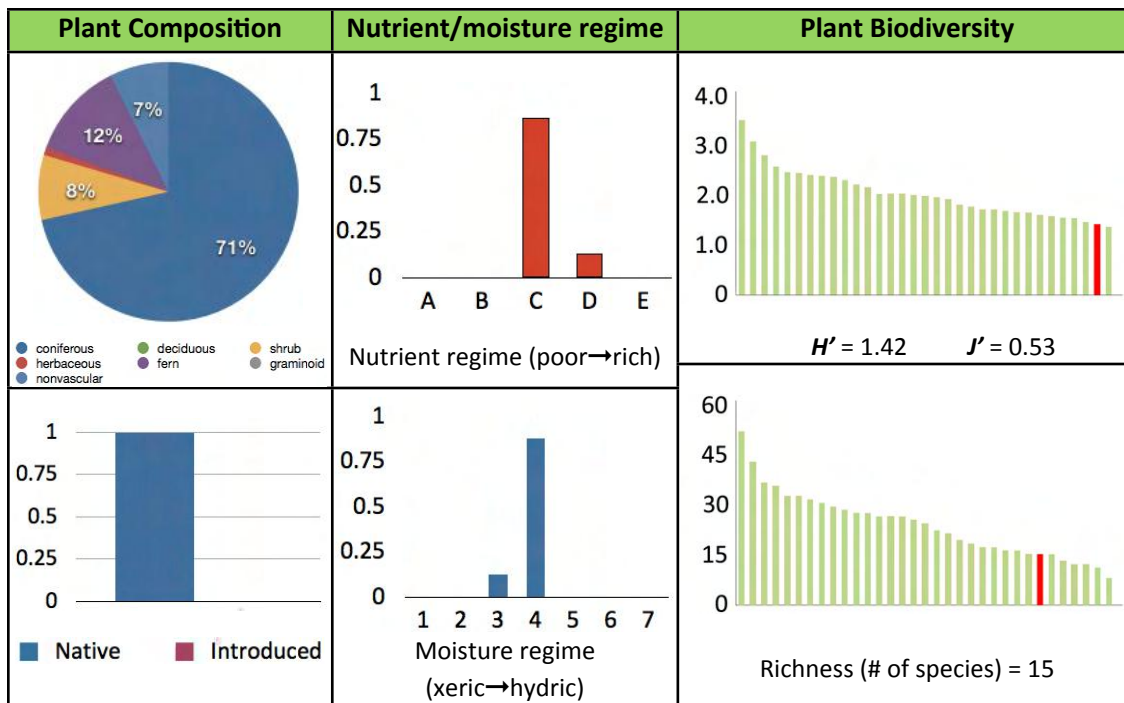 Plant Composition
Nutrient/moisture regime
Plant Biodiversity
7%
12%
8%
71%
coniferous
deciduous
shrub
herbaceous
fern
graminoid
nonvascular
1
0.75
0.5
0.25
0
A B C D E
Nutrient regime (poor→rich)
4.0
3.0
2.0
1.0
0
H’ = 1.42 J’ = 0.53
1
0.75
0.5
0.25
0
Native
Introduced
1
0.75
0.5
0.25
0
1 2 3 4 5 6 7
Moisture regime
(xeric→hydric)
60
45
30
15
0
Richness (# of species) = 15